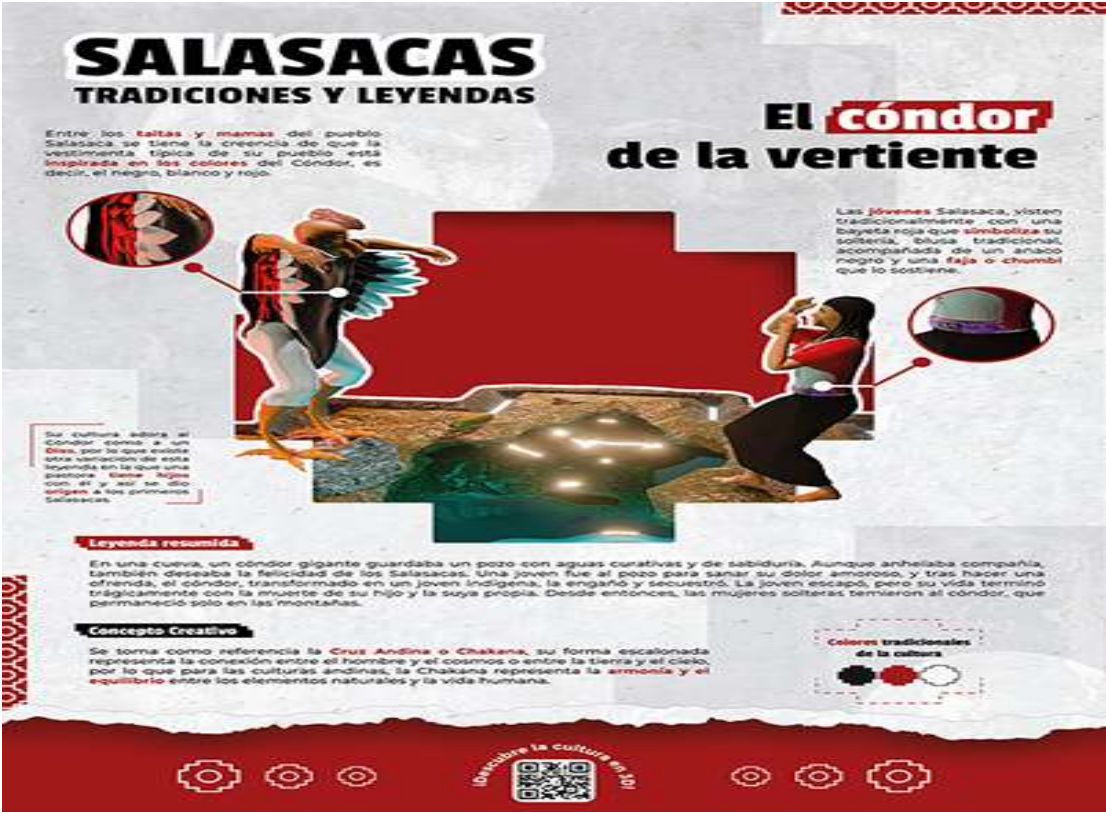 SALASACAS
TRADICIONES Y LEYENDAS
Entre los taitas y mamas del pueblo
Salasaca se tiene la creencia de que la
vestimenta típica de su pueblo está
inspirada en los colores del Cóndor, es
decir, el negro, blanco y rojo.
El cóndor
de la vertiente
Las jóvenes Salasaca, visten
tradicionalmente con una
bayeta roja que simboliza su
soltería, blusa tradicional,
acompañada de un anaco
negro y una faja o chumbi
que lo sostiene.
Su cultura adora al
Cóndor como a un
Dios, por lo que existe
otra variación de esta
leyenda en la que una
pastora tiene hijos
con él y así se dio
origen a los primeros
Salasacas.
Leyenda resumida
En una cueva, un cóndor gigante guardaba un pozo con aguas curativas y de sabiduría. Aunque anhelaba compañía,
también deseaba la felicidad de los Salasacas. Una joven fue al pozo para sanar su dolor amoroso, y tras hacer una
ofrenda, el cóndor, transformado en un joven indígena, la engañó y secuestró. La joven escapó, pero su vida terminó
trágicamente con la muerte de su hijo y la suya propia. Desde entonces, las mujeres solteras temieron al cóndor, que
permaneció solo en las montañas.
Concepto Creativo
Se toma como referencia la Cruz Andina o Chakana, su forma escalonada
representa la conexión entre el hombre y el cosmos o entre la tierra y el cielo,
por lo que para las culturas andinas, la Chakana representa la armonía y el
equilibrio entre los elementos naturales y la vida humana.
Colores tradicionales
de la cultura
¡Descubre la cultura en 3D!